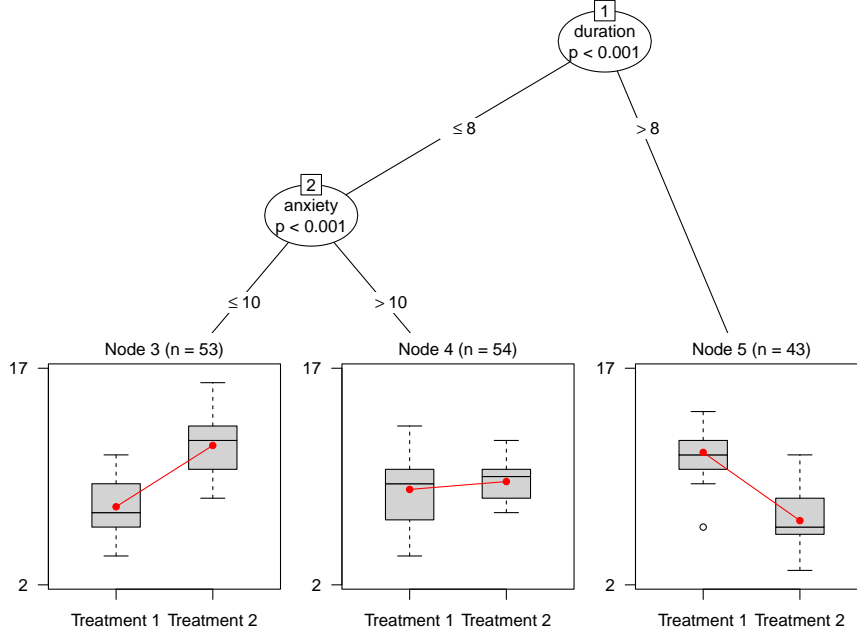 1
duration
p < 0.001
≤ 8
> 8
2
anxiety
p < 0.001
≤ 10
> 10
Node 3 (n = 53)
17
2
Treatment 1 Treatment 2
Node 4 (n = 54)
17
2
Treatment 1 Treatment 2
Node 5 (n = 43)
17
2
Treatment 1 Treatment 2